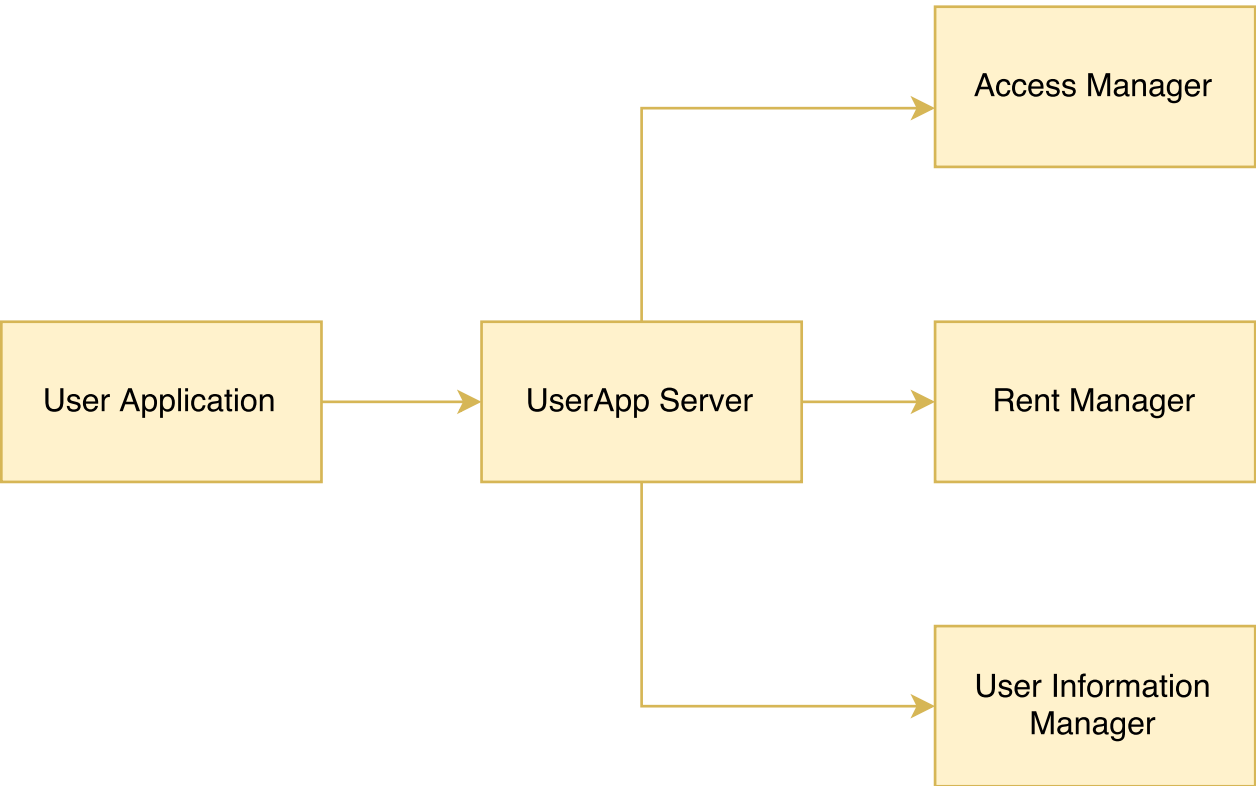 Access Manager
User Application
UserApp Server
Rent Manager
User Information
Manager